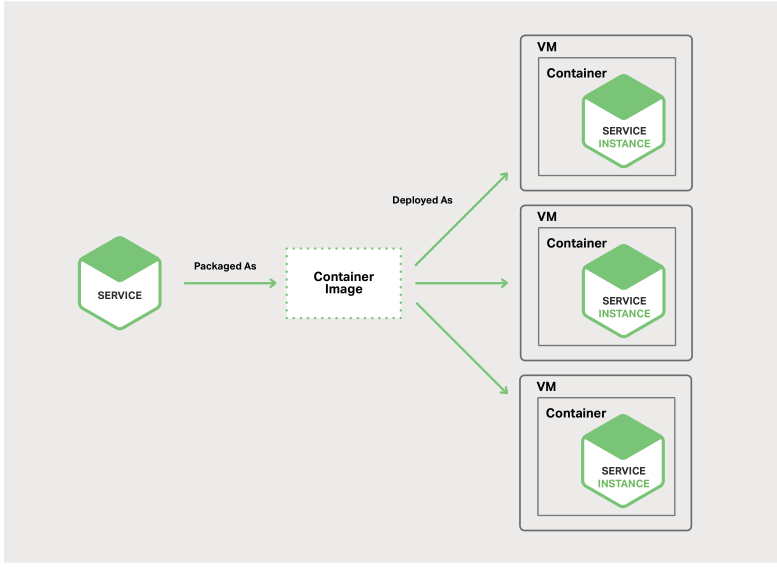 SERVICE
Packaged As
Container
Image
Deployed As
VM
Container
SERVICE
INSTANCE
VM
Container
SERVICE
INSTANCE
VM
Container
SERVICE
INSTANCE